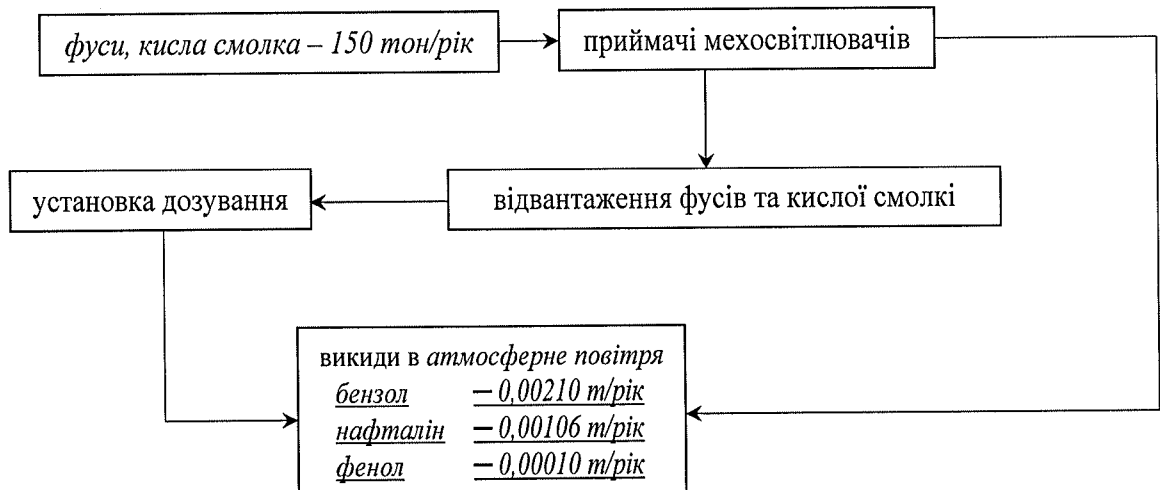 фуси, кисла смолка – 150 тон/рік
приймачі мехосвітлювачів
установка дозування
відвантаження фусів та кислої смолкі
викиди в атмосферне повітря
бензол – 0,00210 т/рік
нафталін – 0,00106 т/рік
фенол – 0,00010 т/рік